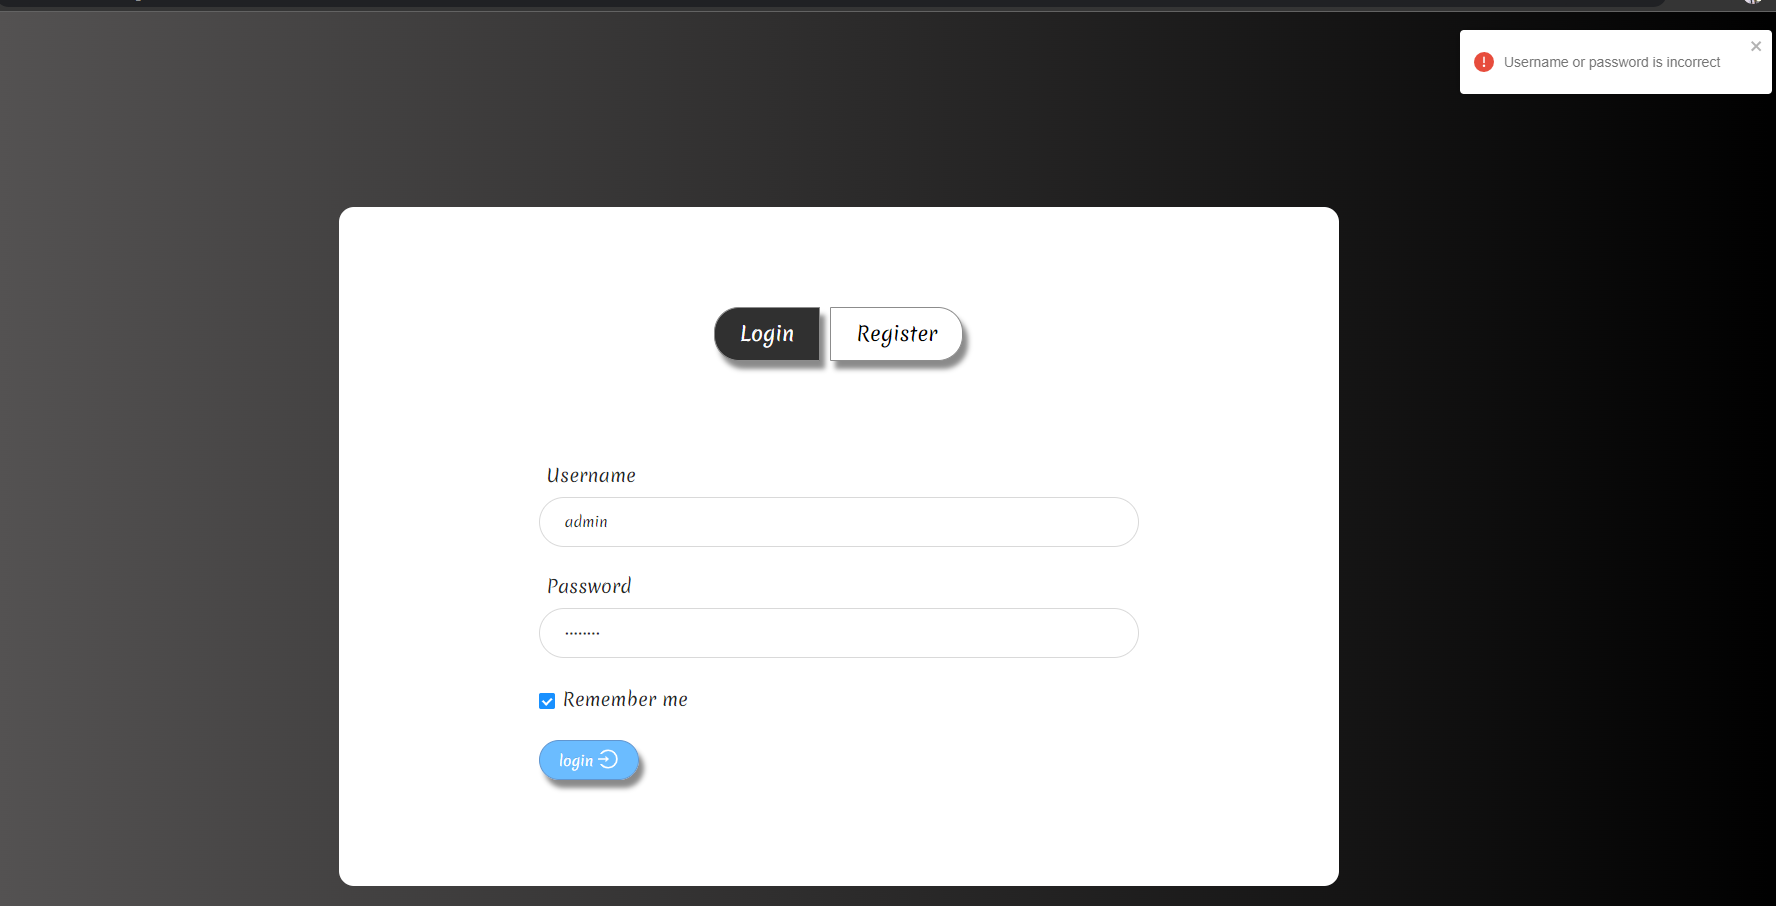 Username or password is incorrect
Login
Register
Username
admin
Password
········
Remember me
login